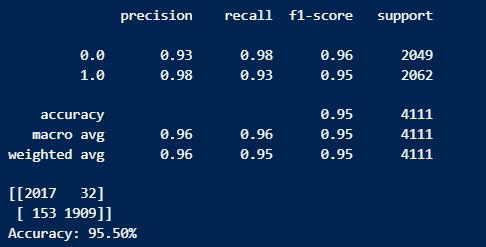 precision recall f1-score support
0.0 0.93 0.98 0.96 2049
1.0 0.98 0.93 0.95 2062
accuracy 0.95 4111
macro avg 0.96 0.96 0.95 4111
weighted avg 0.96 0.95 0.95 4111
[[2017 32]
[ 153 1909]]
Accuracy: 95.50%